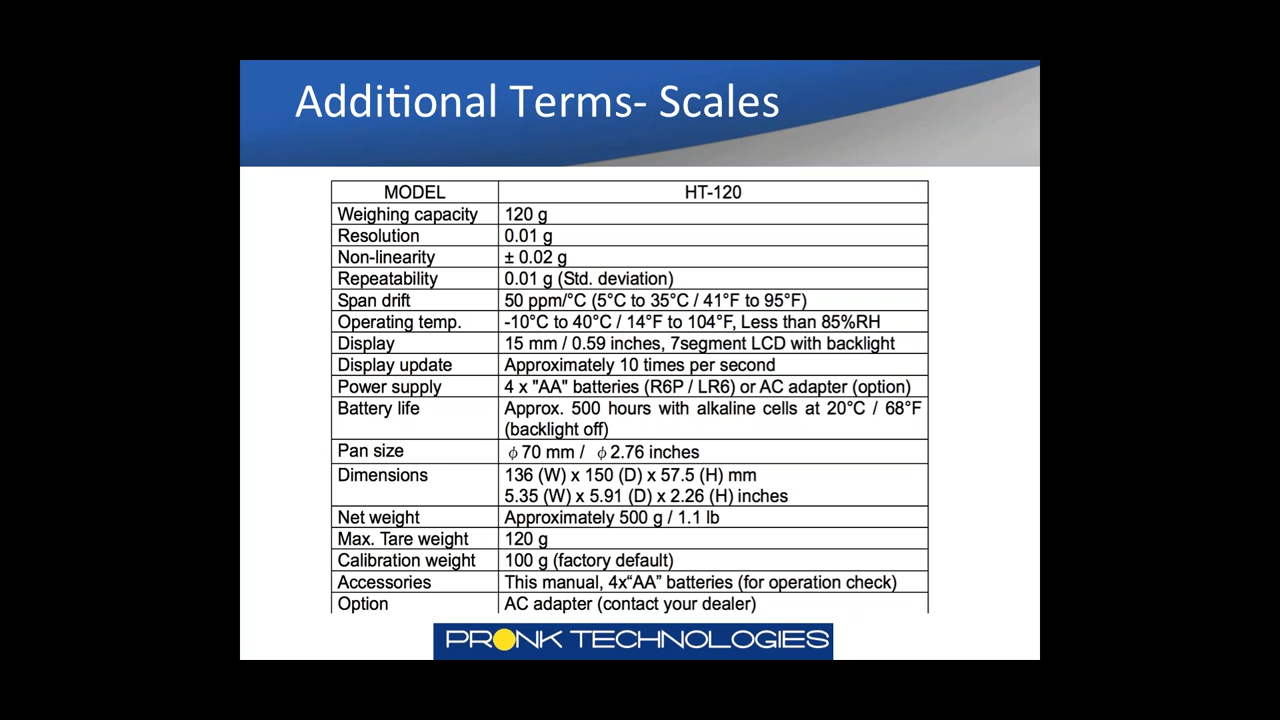 Additional Terms- Scales
MODEL HT-120
Weighing capacity 120 g
Resolution 0.01 g
Non-linearity ± 0.02 g
Repeatability 0.01 g (Std. deviation)
Span drift 50 ppm/°C (5°C to 35°C / 41°F to 95°F)
Operating temp. -10°C to 40°C / 14°F to 104°F, Less than 85%RH
Display 15 mm / 0.59 inches, 7segment LCD with backlight
Display update Approximately 10 times per second
Power supply 4 x "AA" batteries (R6P / LR6) or AC adapter (option)
Battery life Approx. 500 hours with alkaline cells at 20°C / 68°F
(backlight off)
Pan size ϕ 70 mm / ϕ 2.76 inches
Dimensions 136 (W) x 150 (D) x 57.5 (H) mm
5.35 (W) x 5.91 (D) x 2.26 (H) inches
Net weight Approximately 500 g / 1.1 lb
Max. Tare weight 120 g
Calibration weight 100 g (factory default)
Accessories This manual, 4x“AA” batteries (for operation check)
Option AC adapter (contact your dealer)
PRONK TECHNOLOGIES